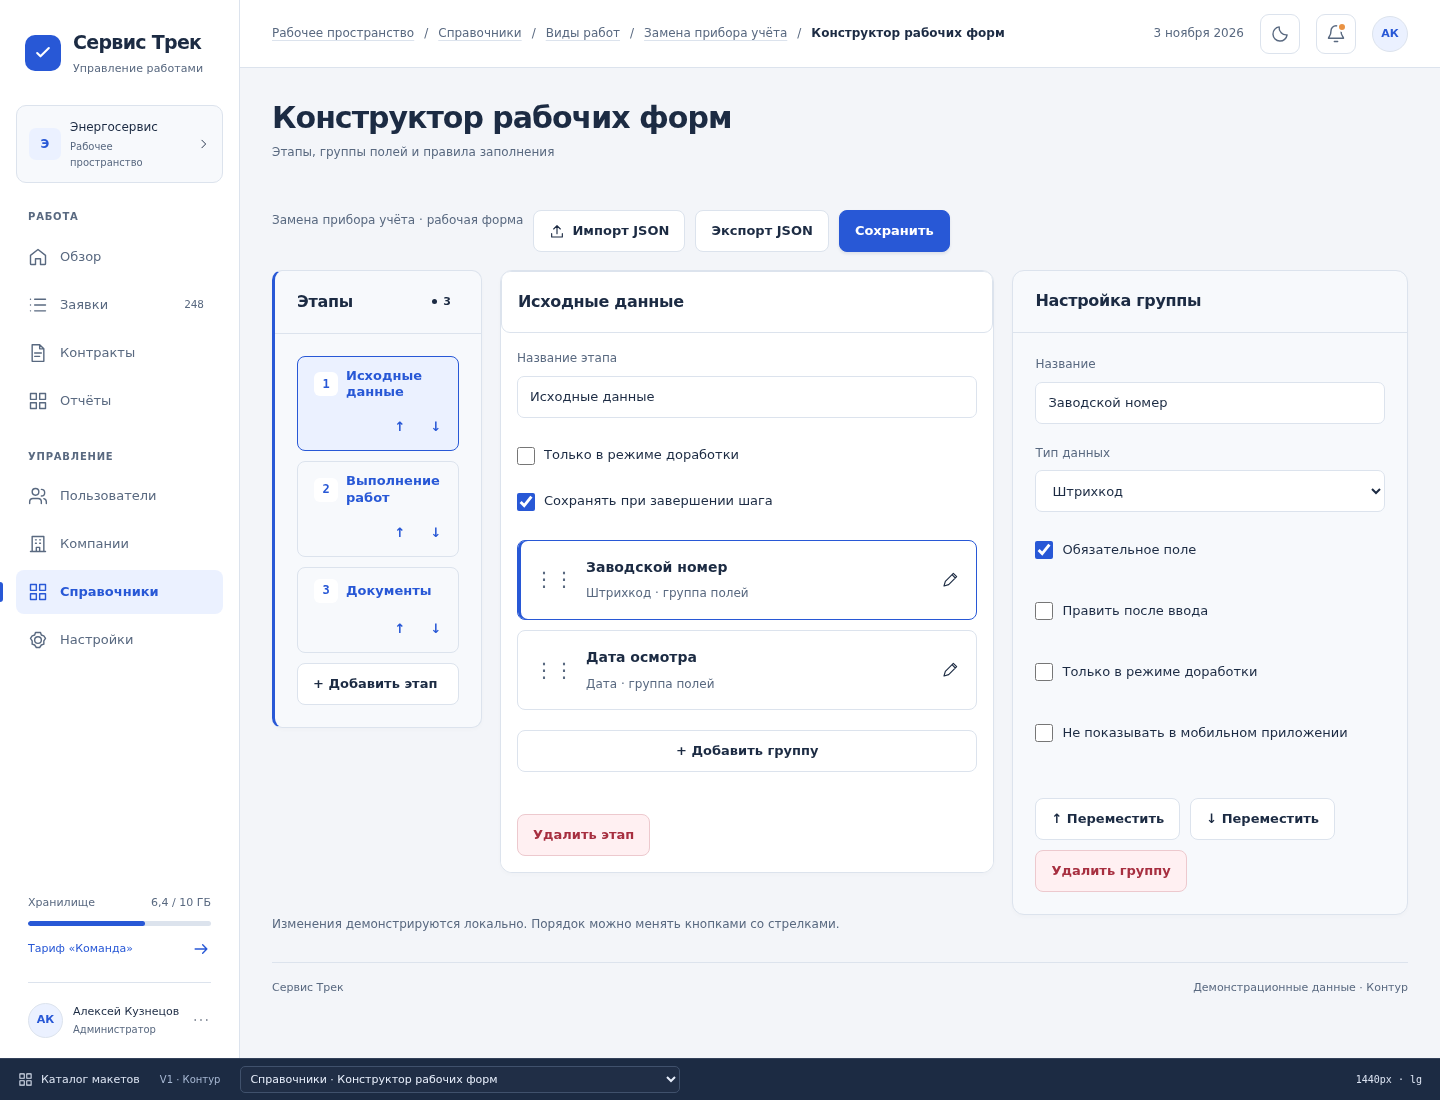 Сервис Трек
Управление работами
Э
Энергосервис
Рабочее
пространство
РАБОТА
Обзор
Заявки 248
Контракты
Отчёты
УПРАВЛЕНИЕ
Пользователи
Компании
Справочники
Настройки
Хранилище 6,4 / 10 ГБ
Тариф «Команда»
АК
Алексей Кузнецов
Администратор
Рабочее пространство / Справочники / Виды работ / Замена прибора учёта / Конструктор рабочих форм
3 ноября 2026
АК
Конструктор рабочих форм
Этапы, группы полей и правила заполнения
Замена прибора учёта · рабочая форма
Импорт JSON
Экспорт JSON
Сохранить
Этапы • 3
1 Исходные
данные
↑ ↓
2 Выполнение
работ
↑ ↓
3 Документы
↑ ↓
+ Добавить этап
Исходные данные
Название этапа
Исходные данные
Только в режиме доработки
Сохранять при завершении шага
Заводской номер
Штрихкод · группа полей
Дата осмотра
Дата · группа полей
+ Добавить группу
Удалить этап
Настройка группы
Название
Заводской номер
Тип данных
Штрихкод
Обязательное поле
Править после ввода
Только в режиме доработки
Не показывать в мобильном приложении
↑ Переместить
↓ Переместить
Удалить группу
Изменения демонстрируются локально. Порядок можно менять кнопками со стрелками.
Сервис Трек
Демонстрационные данные · Контур
Каталог макетов
V1 · Контур
Справочники · Конструктор рабочих форм
1440px · lg